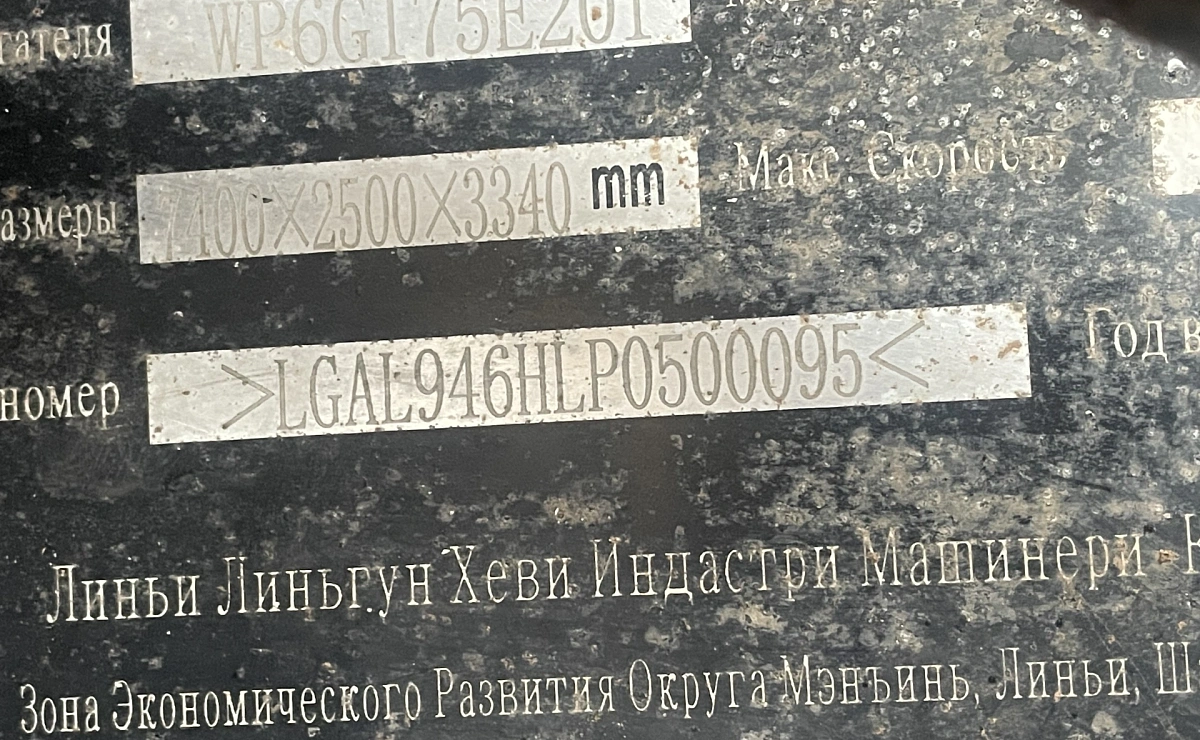 гателя WP6G175E201
азмеры 7400X2500X3340 mm Макс. Скорость
номер >LGAL946HLP0500095< Год в
Линьи Линьгун Хеви Индастри Машинери
Зона Экономического Развития Округа Мэнъинь, Линьи, Ш